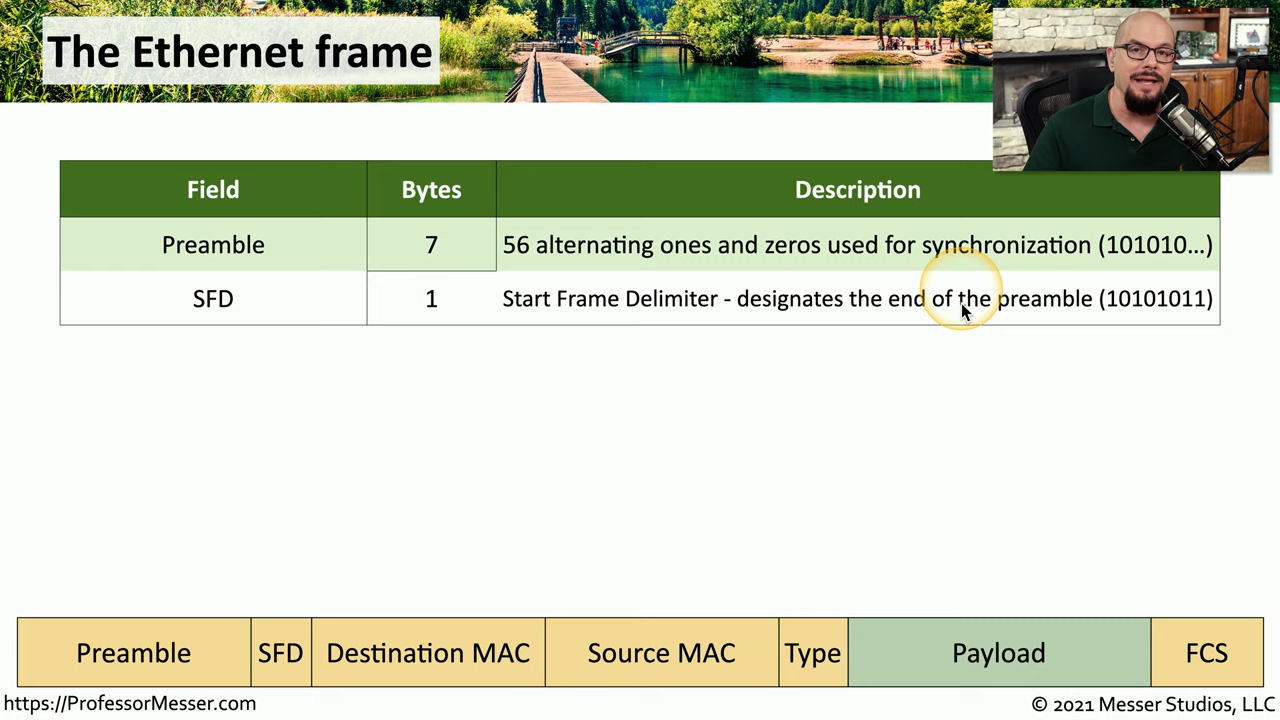 The Ethernet frame
Field Bytes Description
Preamble 7 56 alternating ones and zeros used for synchronization (101010...)
SFD 1 Start Frame Delimiter - designates the end of the preamble (10101011)
Preamble SFD Destination MAC Source MAC Type Payload FCS
https://ProfessorMesser.com © 2021 Messer Studios, LLC